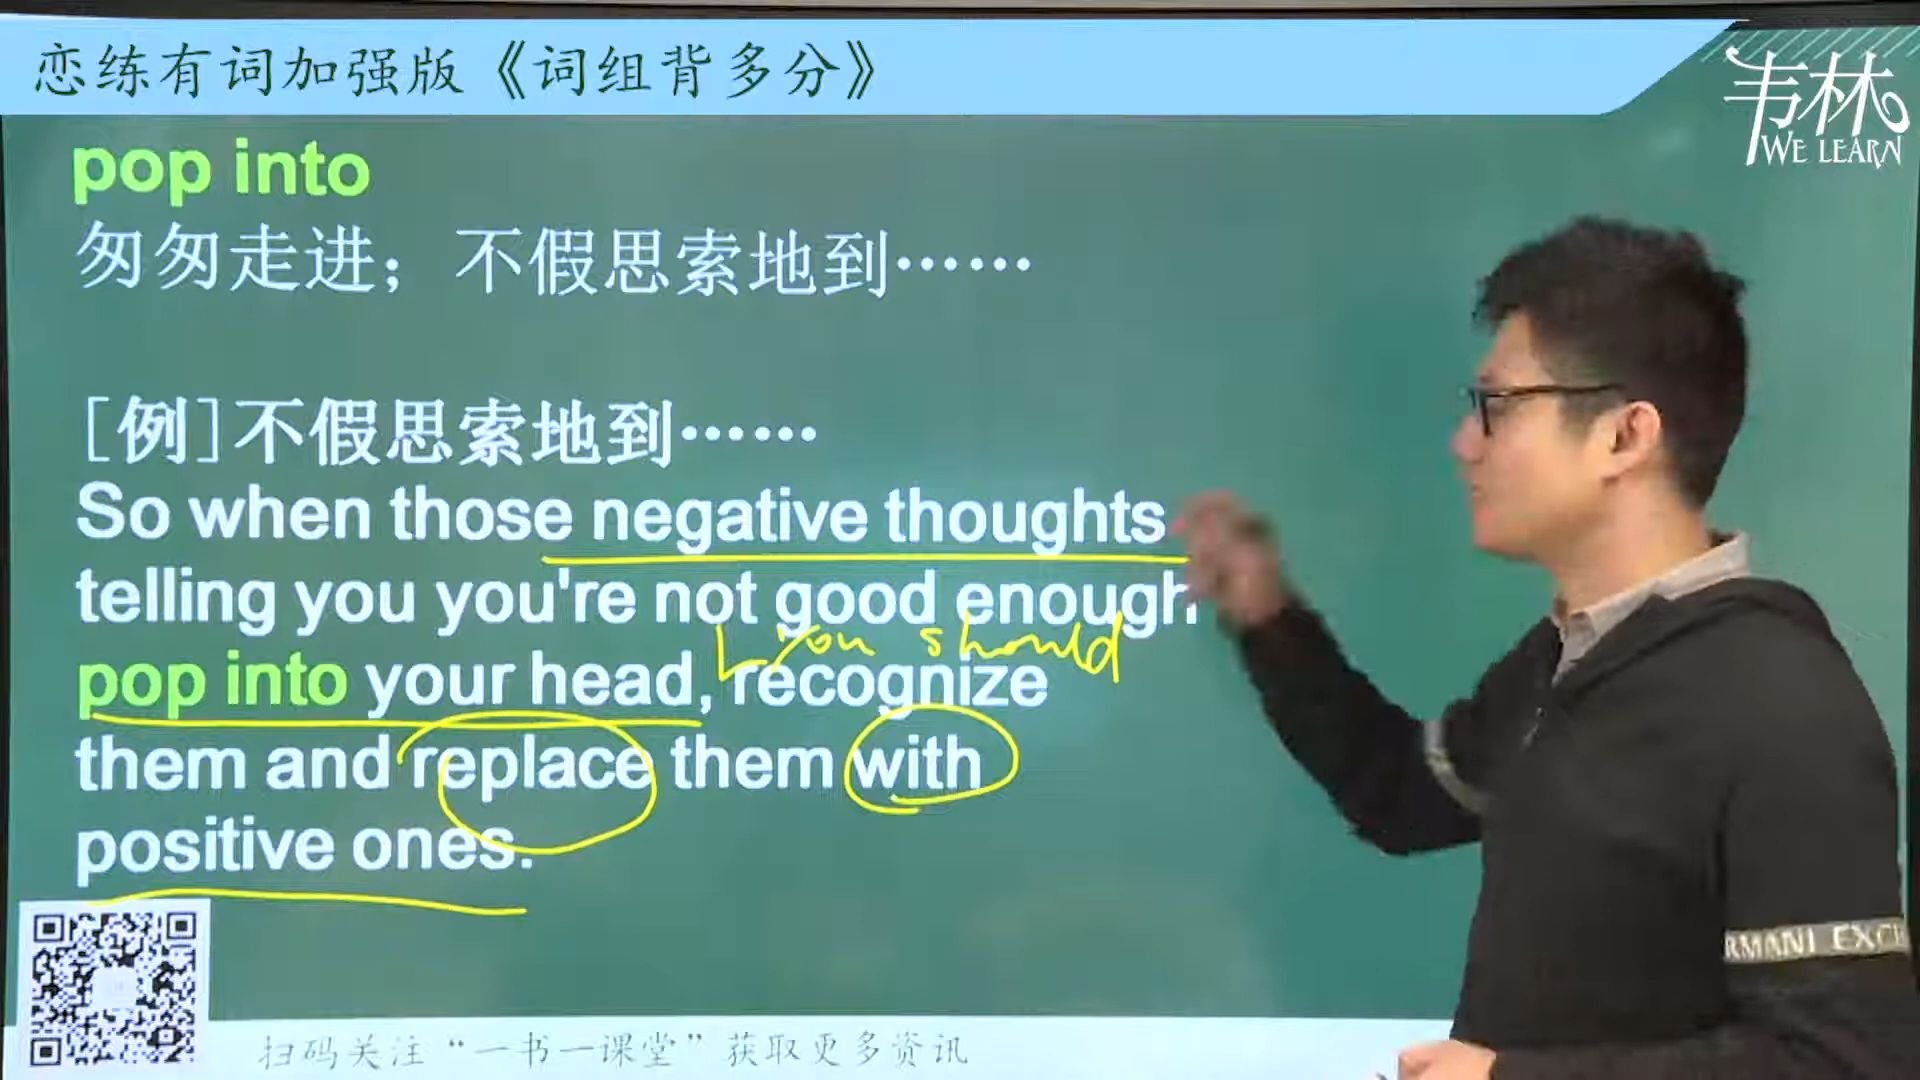 恋练有词加强版《词组背多分》
韦林
WE LEARN
pop into
匆匆走进；不假思索地到……
[例]不假思索地到……
So when those negative thoughts
telling you you're not good enough
you should
pop into your head, recognize
them and replace them with
positive ones.
RMANI EXC
扫码关注“一书一课堂”获取更多资讯